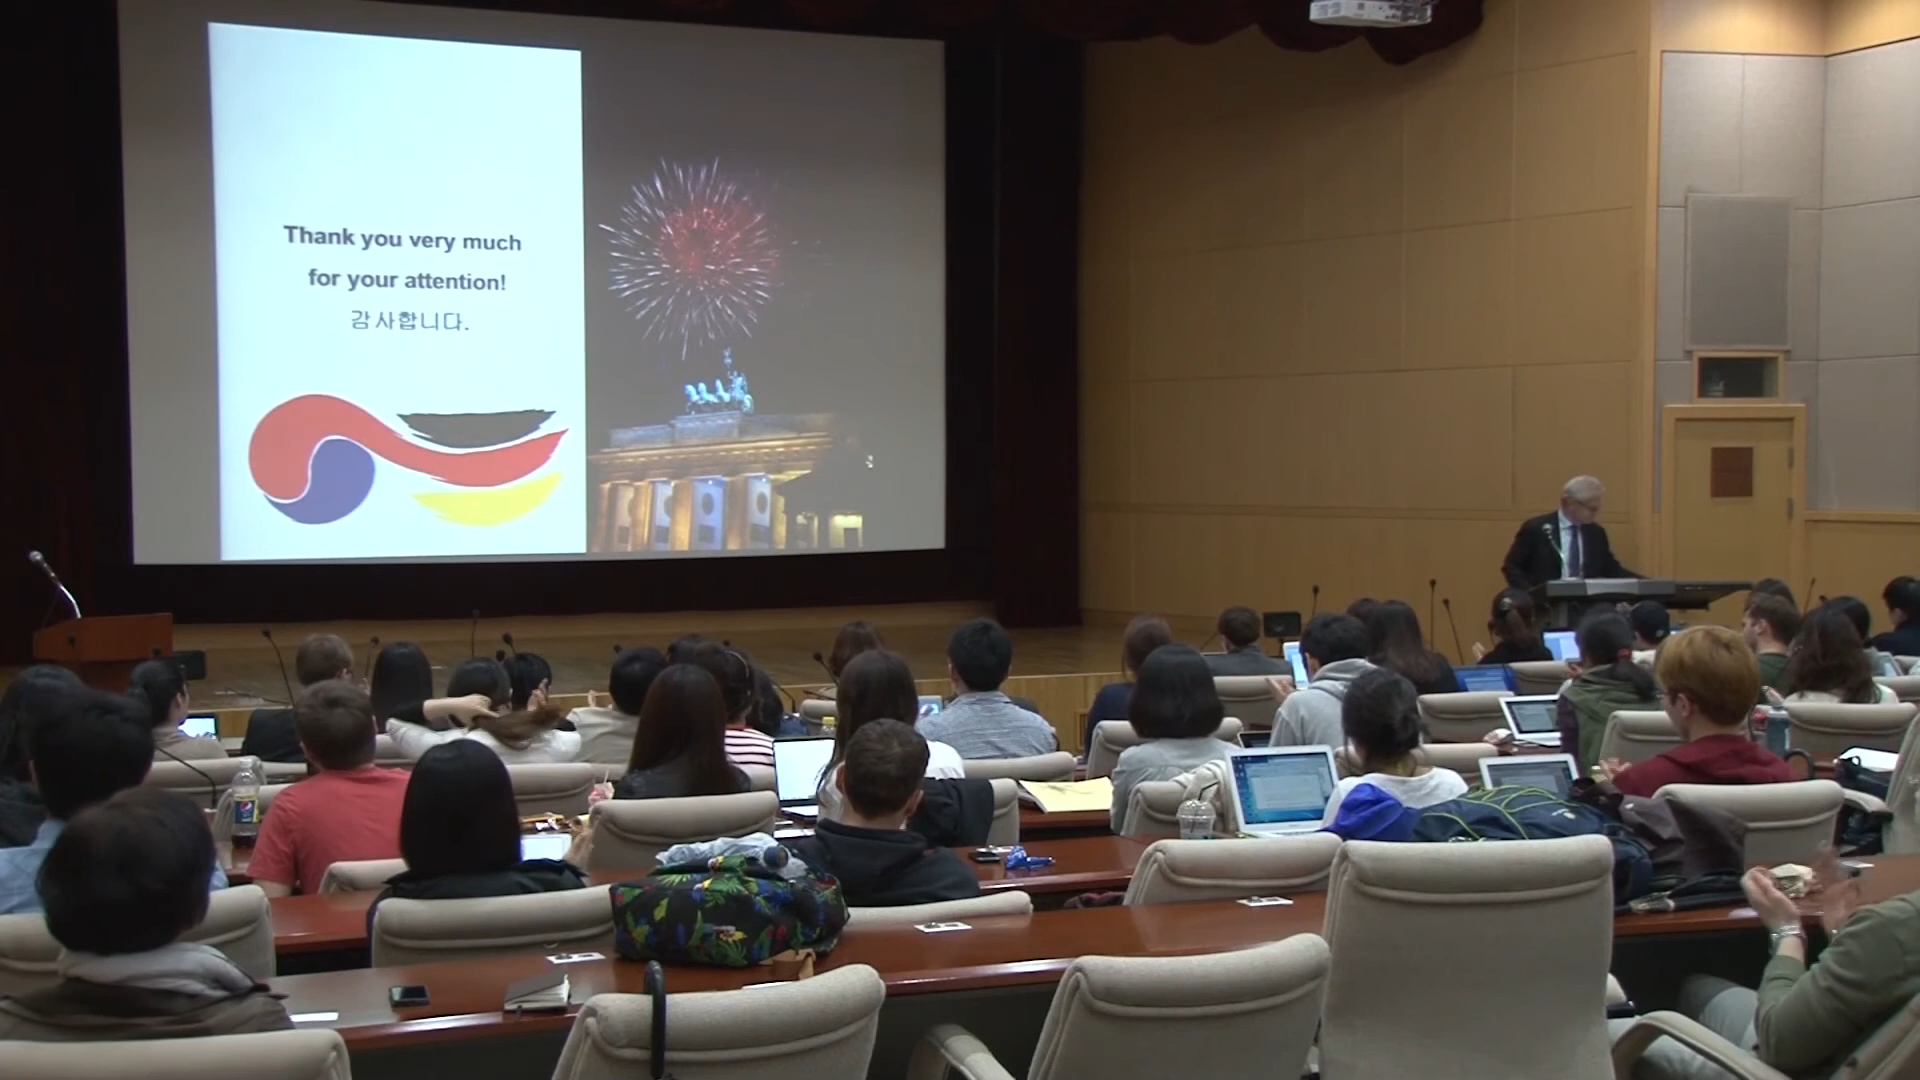 Thank you very much
for your attention!
감사합니다.